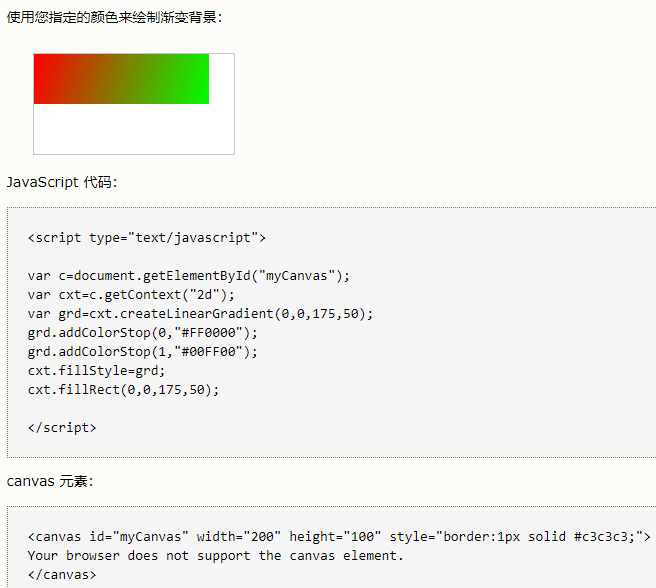 使用您指定的颜色来绘制渐变背景：
JavaScript 代码：
<script type="text/javascript">
var c=document.getElementById("myCanvas");
var cxt=c.getContext("2d");
var grd=cxt.createLinearGradient(0,0,175,50);
grd.addColorStop(0,"#FF0000");
grd.addColorStop(1,"#00FF00");
cxt.fillStyle=grd;
cxt.fillRect(0,0,175,50);
</script>
canvas 元素：
<canvas id="myCanvas" width="200" height="100" style="border:1px solid #c3c3c3;">
Your browser does not support the canvas element.
</canvas>